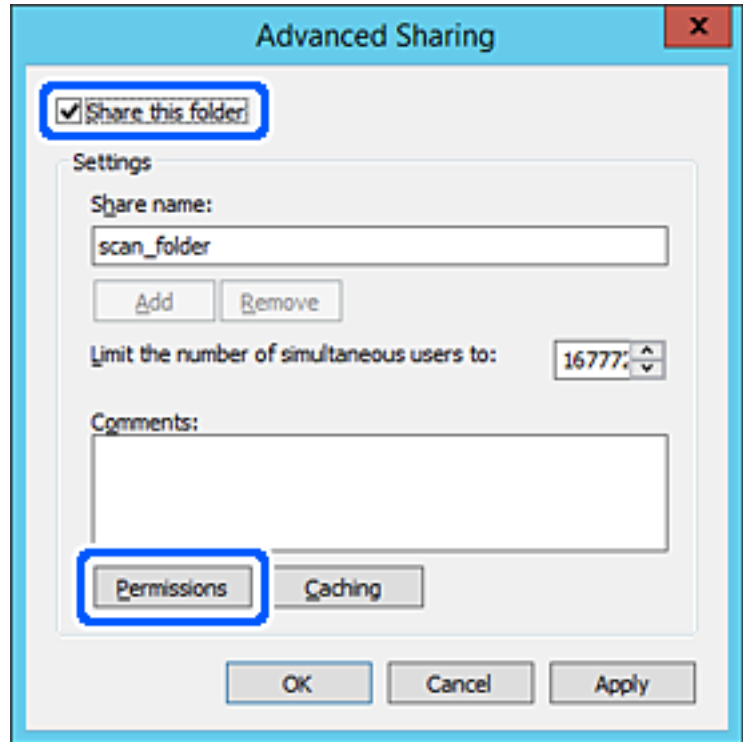 Advanced Sharing
x
Share this folder
Settings
Share name:
scan_folder
Add Remove
Limit the number of simultaneous users to: 16777
Comments:
Permissions Caching
OK Cancel Apply